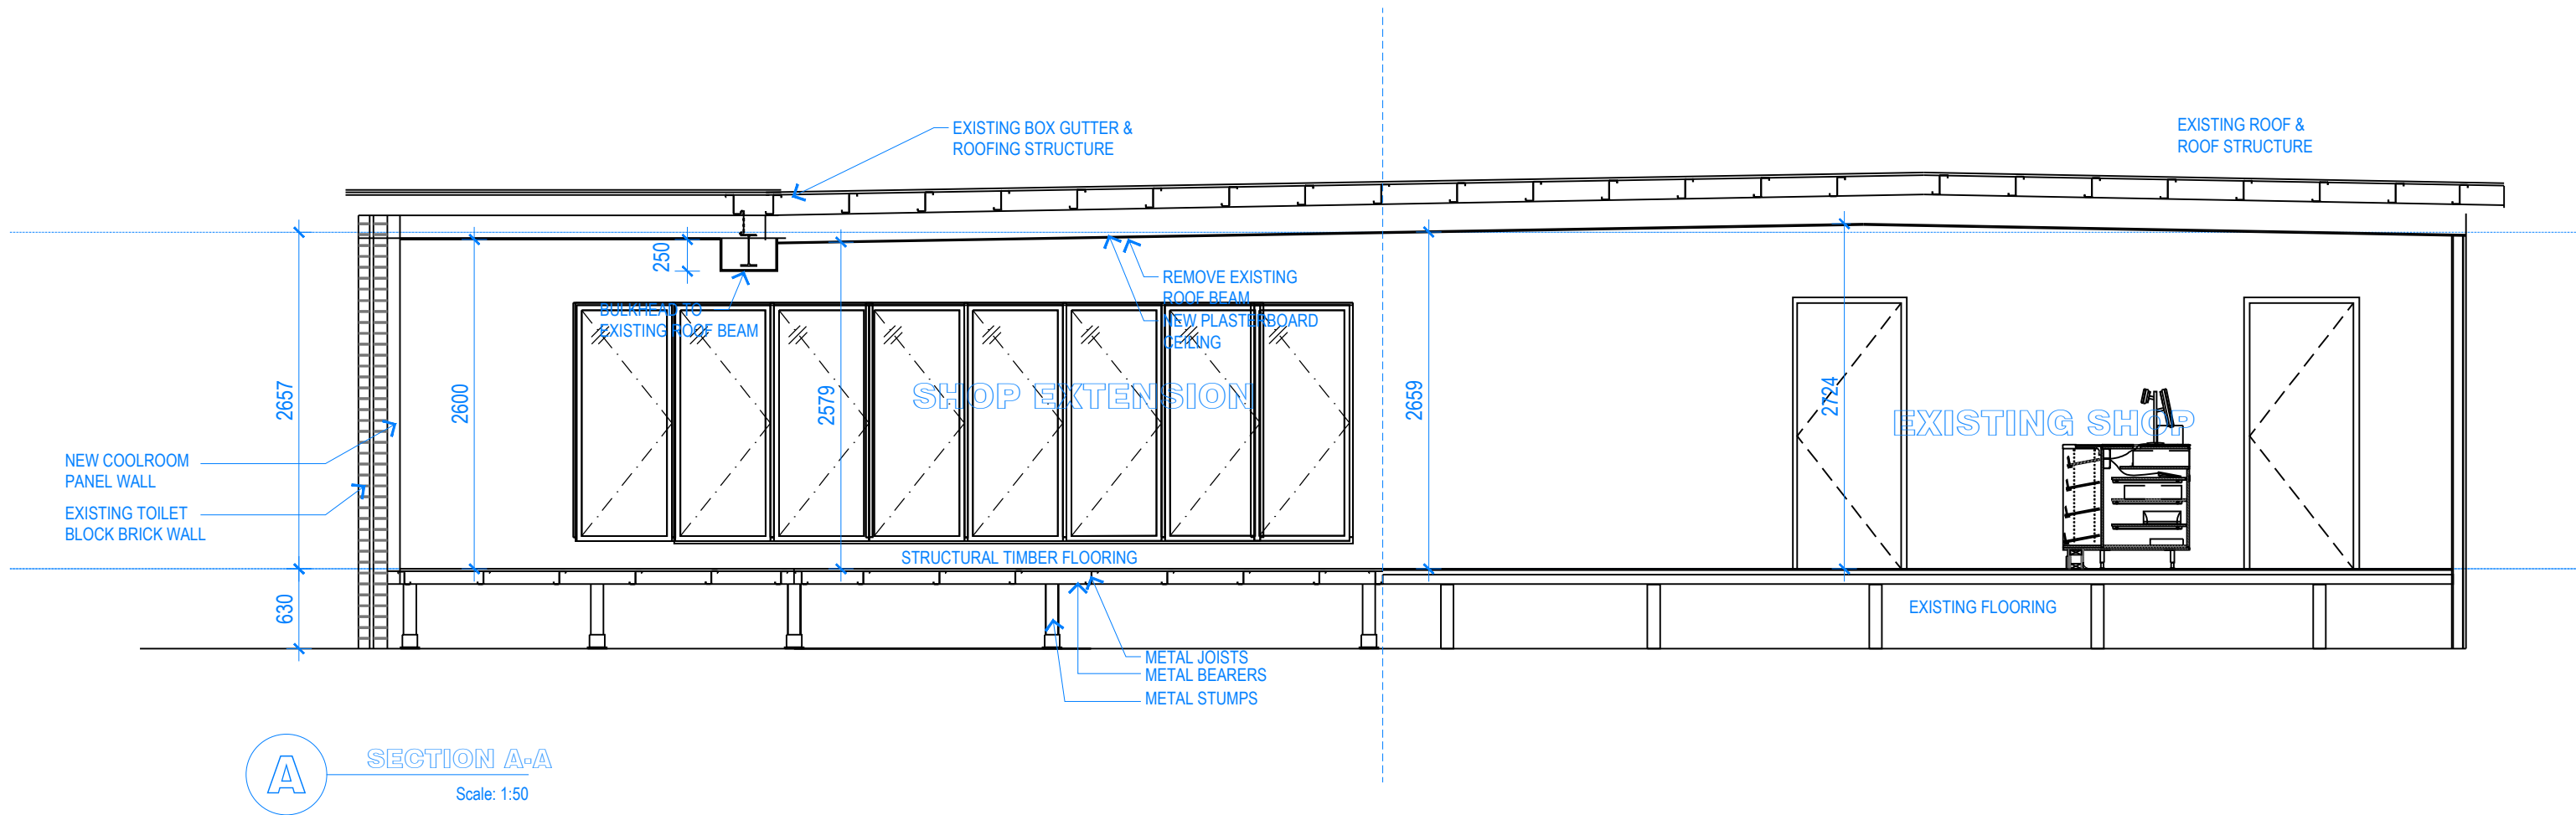 EXISTING BOX GUTTER &
ROOFING STRUCTURE
EXISTING ROOF &
ROOF STRUCTURE
250
REMOVE EXISTING
ROOF BEAM
NEW PLASTERBOARD
CEILING
BULKHEAD TO
EXISTING ROOF BEAM
2657
2600
2579
SHOP EXTENSION
2659
2724
EXISTING SHOP
NEW COOLROOM
PANEL WALL
EXISTING TOILET
BLOCK BRICK WALL
STRUCTURAL TIMBER FLOORING
630
EXISTING FLOORING
METAL JOISTS
METAL BEARERS
METAL STUMPS
A
SECTION A-A
Scale: 1:50